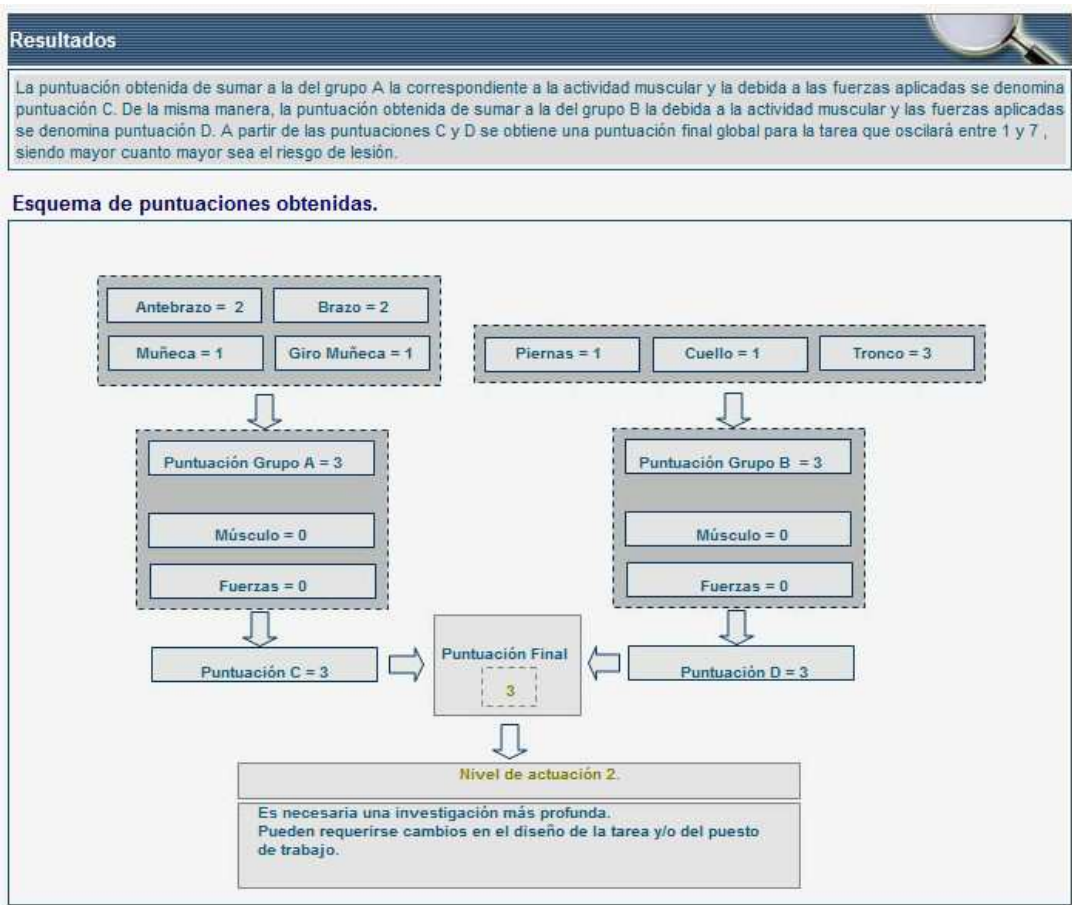 Resultados
La puntuación obtenida de sumar a la del grupo A la correspondiente a la actividad muscular y la debida a las fuerzas aplicadas se denomina
puntuación C. De la misma manera, la puntuación obtenida de sumar a la del grupo B la debida a la actividad muscular y las fuerzas aplicadas
se denomina puntuación D. A partir de las puntuaciones C y D se obtiene una puntuación final global para la tarea que oscilará entre 1 y 7 ,
siendo mayor cuanto mayor sea el riesgo de lesión.
Esquema de puntuaciones obtenidas.
Antebrazo = 2
Brazo = 2
Muñeca = 1
Giro Muñeca = 1
Piernas = 1
Cuello = 1
Tronco = 3
Puntuación Grupo A = 3
Músculo = 0
Fuerzas = 0
Puntuación Grupo B = 3
Músculo = 0
Fuerzas = 0
Puntuación C = 3
Puntuación Final
3
Puntuación D = 3
Nivel de actuación 2.
Es necesaria una investigación más profunda.
Pueden requerirse cambios en el diseño de la tarea y/o del puesto
de trabajo.